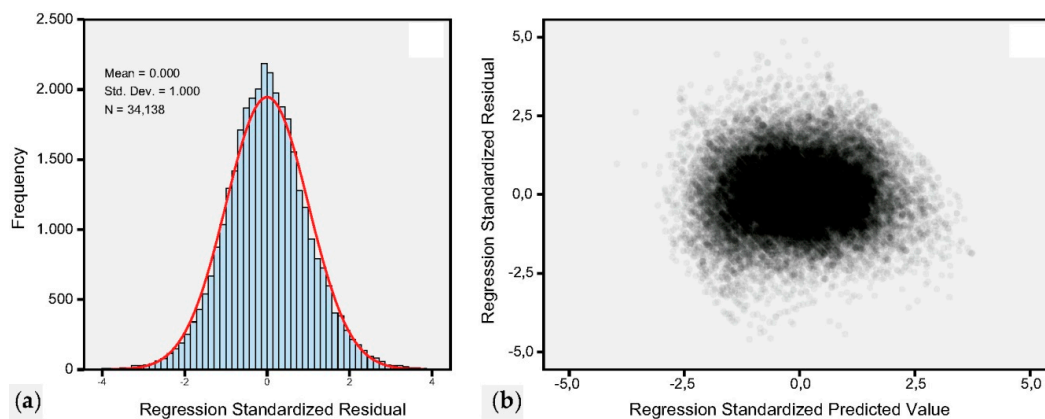 2.500
2.000
1.500
1.000
500
0
Frequency
Mean = 0.000
Std. Dev. = 1.000
N = 34,138
-4
-2
0
2
4
(a)
Regression Standardized Residual
5,0
2,5
0,0
-2,5
-5,0
Regression Standardized Residual
-5,0
-2,5
0,0
2,5
5,0
(b)
Regression Standardized Predicted Value